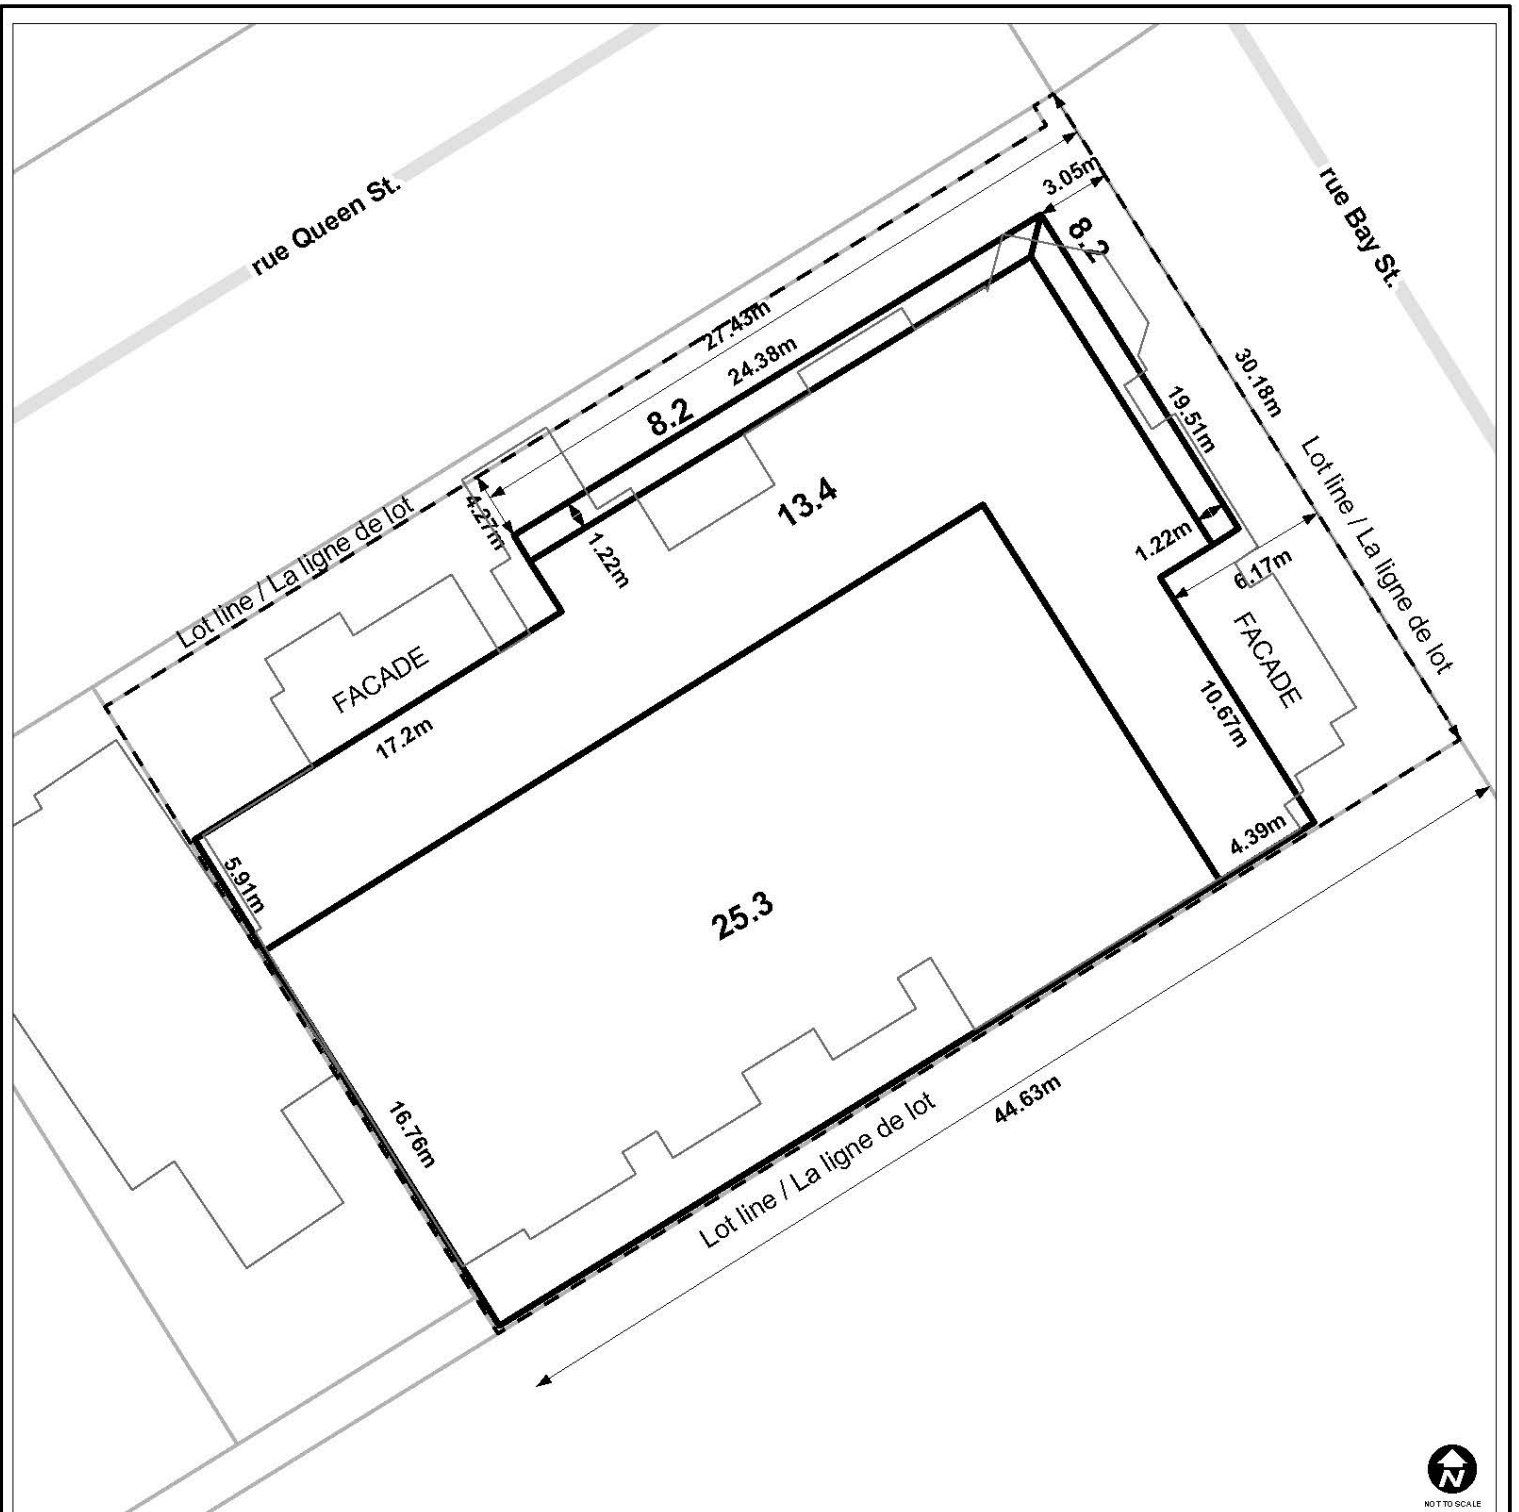 rue Queen St.
rue Bay St.
3.05m
8.2
27.43m
24.38m
8.2
30.18m
19.51m
Lot line / La ligne de lot
4.27m
1.22m
13.4
1.22m
6.17m
Lot line / La ligne de lot
FACADE
FACADE
17.2m
10.67m
4.39m
5.91m
25.3
16.76m
44.63m
Lot line / La ligne de lot
N
NOT TO SCALE